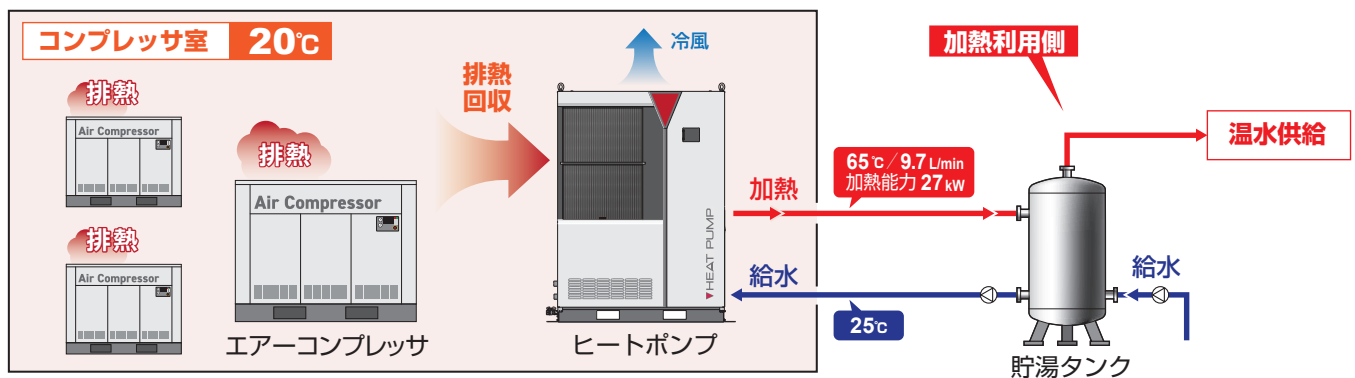 コンプレッサ室 20℃
排熱
Air Compressor
排熱
Air Compressor
排熱
Air Compressor
エアーコンプレッサ
排熱
回収
冷風
HEAT PUMP
ヒートポンプ
加熱
給水
65℃／9.7L/min
加熱能力 27kW
25℃
加熱利用側
温水供給
給水
貯湯タンク